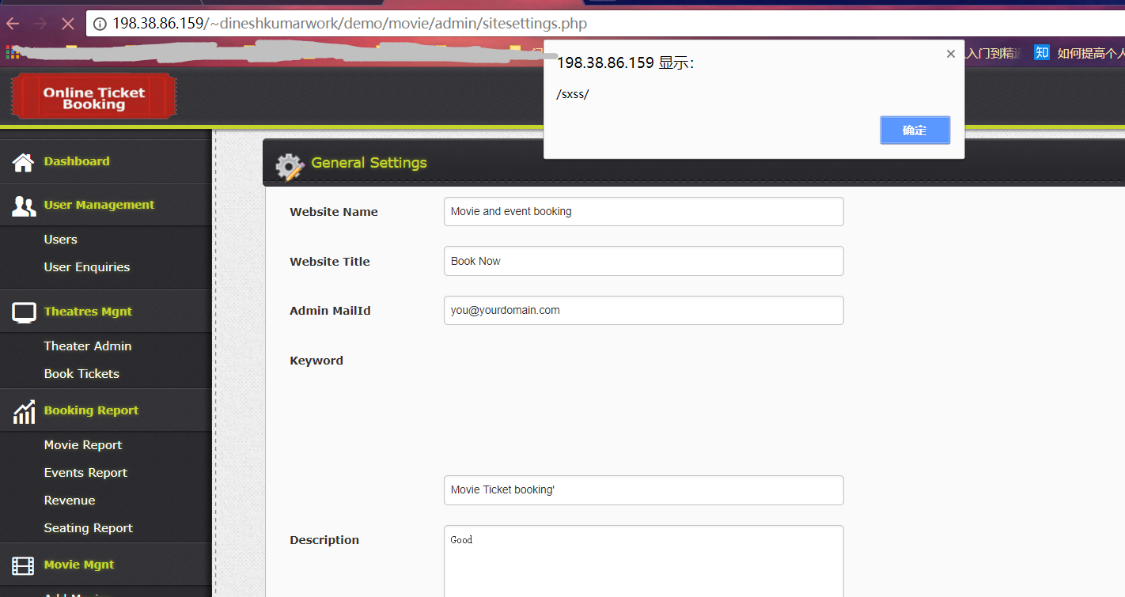 198.38.86.159/~dineshkumarwork/demo/movie/admin/sitesettings.php
入门到精
知 如何提高个人
198.38.86.159 显示：
/sxss/
确定
Online Ticket
Booking
Dashboard
User Management
Users
User Enquiries
Theatres Mgnt
Theater Admin
Book Tickets
Booking Report
Movie Report
Events Report
Revenue
Seating Report
Movie Mgnt
General Settings
Website Name
Movie and event booking
Website Title
Book Now
Admin MailId
you@yourdomain.com
Keyword
Movie Ticket booking'
Description
Good